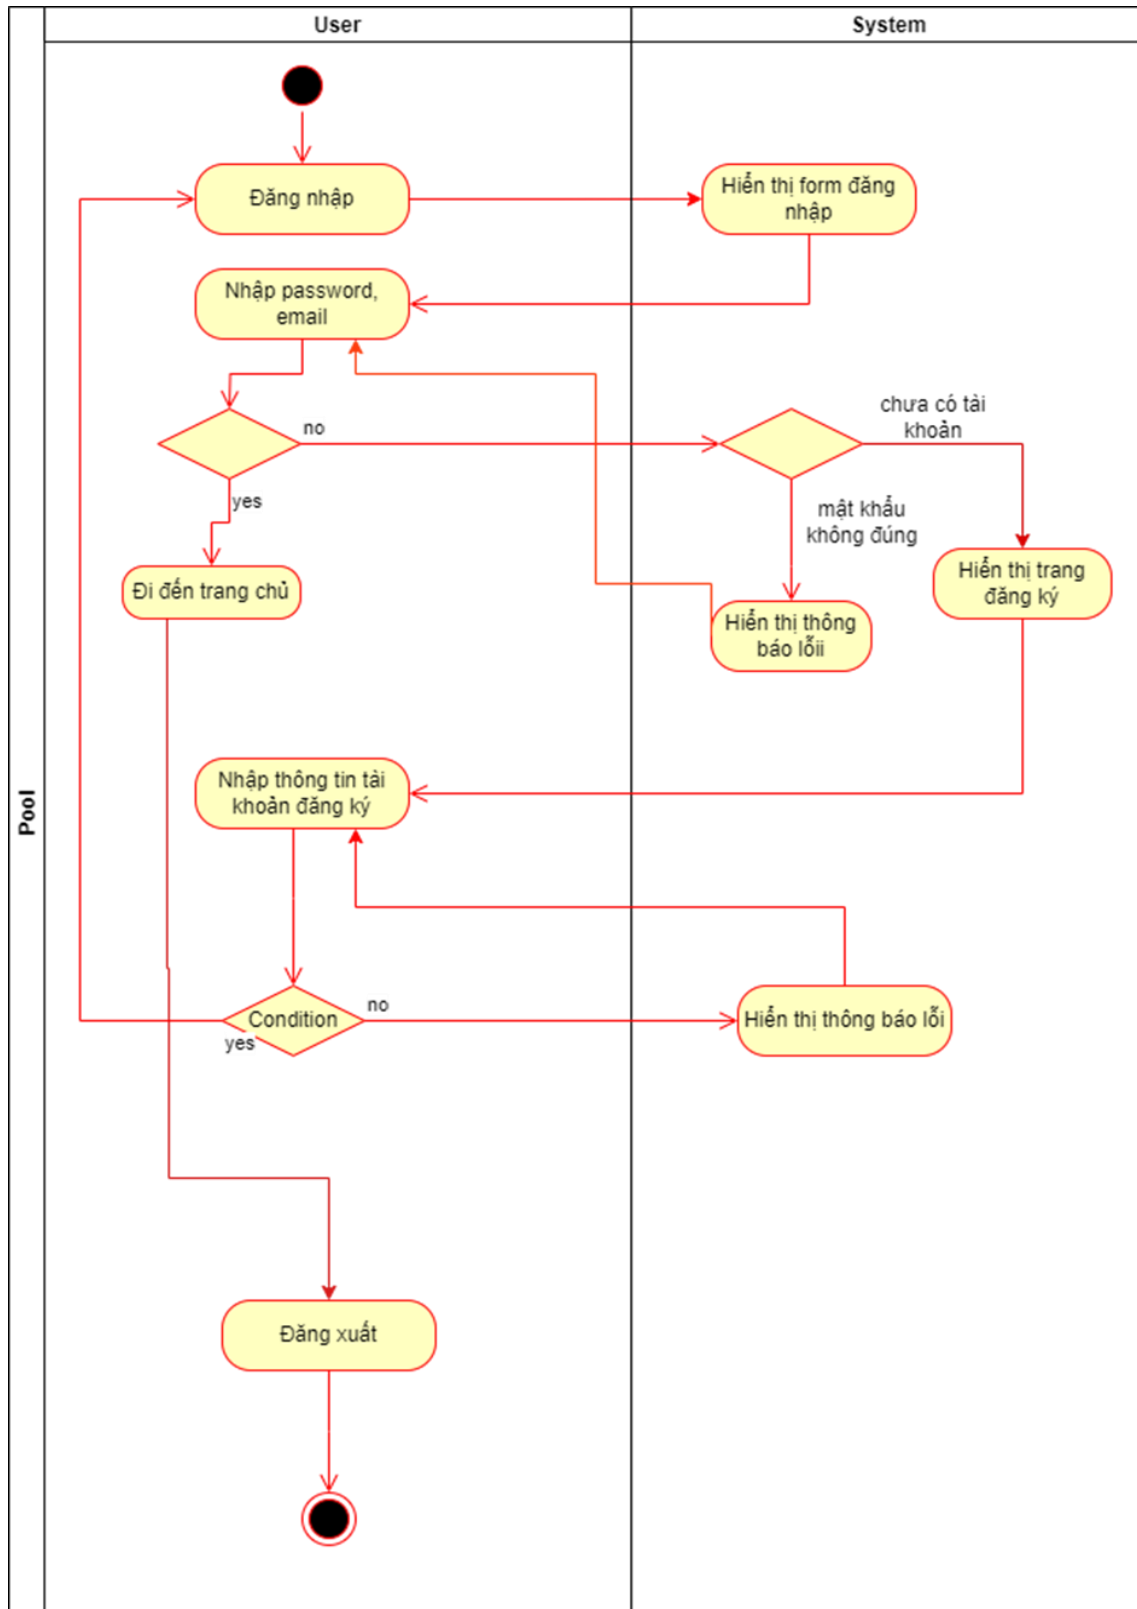 User
System
Đăng nhập
Hiển thị form đăng
nhập
Nhập password,
email
no
chưa có tài
khoản
yes
mật khẩu
không đúng
Đi đến trang chủ
Hiển thị trang
đăng ký
Hiển thị thông
báo lỗii
Nhập thông tin tài
khoản đăng ký
Pool
Condition
no
yes
Hiển thị thông báo lỗi
Đăng xuất